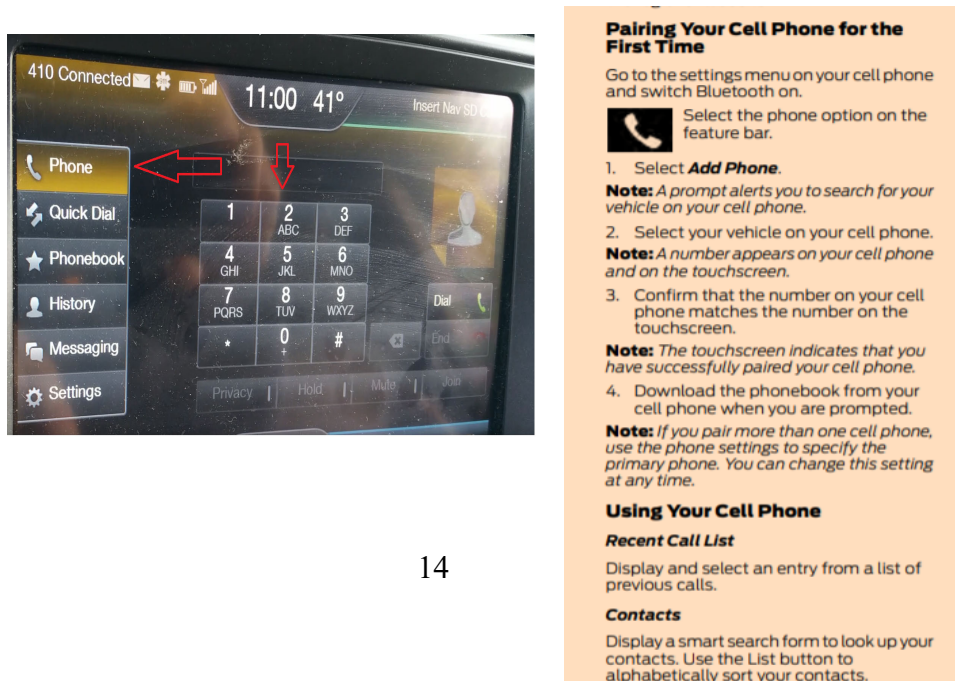 410 Connected
11:00 41°
Insert Nav SD
Phone
Quick Dial
Phonebook
History
Messaging
Settings
1 2 3
ABC DEF
4 5 6
GHI JKL MNO
7 8 9
PQRS TUV WXYZ
* 0 #
+
Dial
End
Privacy Hold Mute Join
14
Pairing Your Cell Phone for the
First Time
Go to the settings menu on your cell phone
and switch Bluetooth on.
Select the phone option on the
feature bar.
1. Select Add Phone.
Note: A prompt alerts you to search for your
vehicle on your cell phone.
2. Select your vehicle on your cell phone.
Note: A number appears on your cell phone
and on the touchscreen.
3. Confirm that the number on your cell
phone matches the number on the
touchscreen.
Note: The touchscreen indicates that you
have successfully paired your cell phone.
4. Download the phonebook from your
cell phone when you are prompted.
Note: If you pair more than one cell phone,
use the phone settings to specify the
primary phone. You can change this setting
at any time.
Using Your Cell Phone
Recent Call List
Display and select an entry from a list of
previous calls.
Contacts
Display a smart search form to look up your
contacts. Use the List button to
alphabetically sort your contacts.